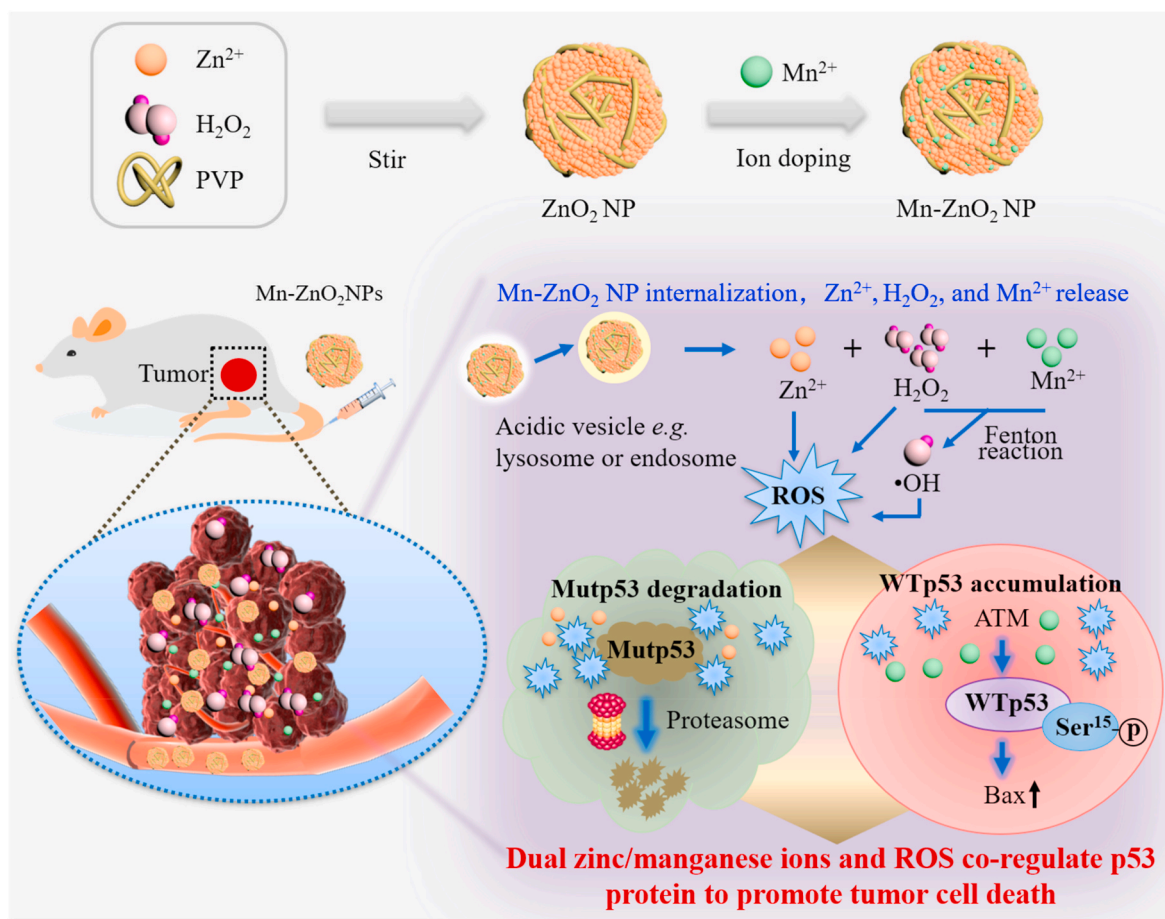 Zn²⁺
H₂O₂
PVP
Stir
ZnO₂ NP
Mn²⁺
Ion doping
Mn-ZnO₂ NP
Mn-ZnO₂NPs
Tumor
Mn-ZnO₂ NP internalization, Zn²⁺, H₂O₂, and Mn²⁺ release
Acidic vesicle e.g.
lysosome or endosome
Zn²⁺
+
H₂O₂
+
Mn²⁺
Fenton
reaction
•OH
ROS
Mutp53 degradation
Mutp53
Proteasome
WTp53 accumulation
ATM
WTp53
Ser¹⁵-p
Bax
Dual zinc/manganese ions and ROS co-regulate p53
protein to promote tumor cell death